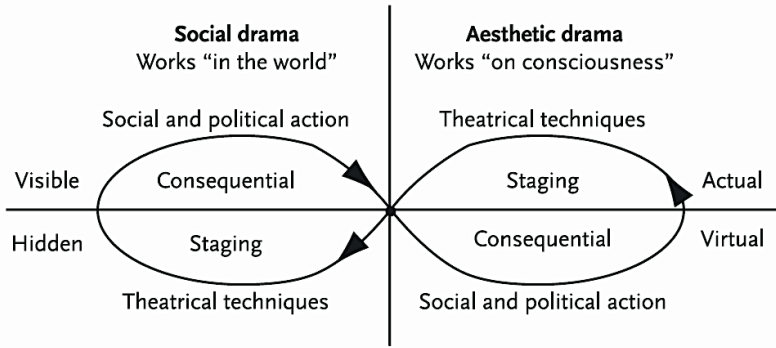 Social drama
Works “in the world”
Aesthetic drama
Works “on consciousness”
Social and political action
Theatrical techniques
Visible
Consequential
Staging
Actual
Hidden
Staging
Consequential
Virtual
Theatrical techniques
Social and political action